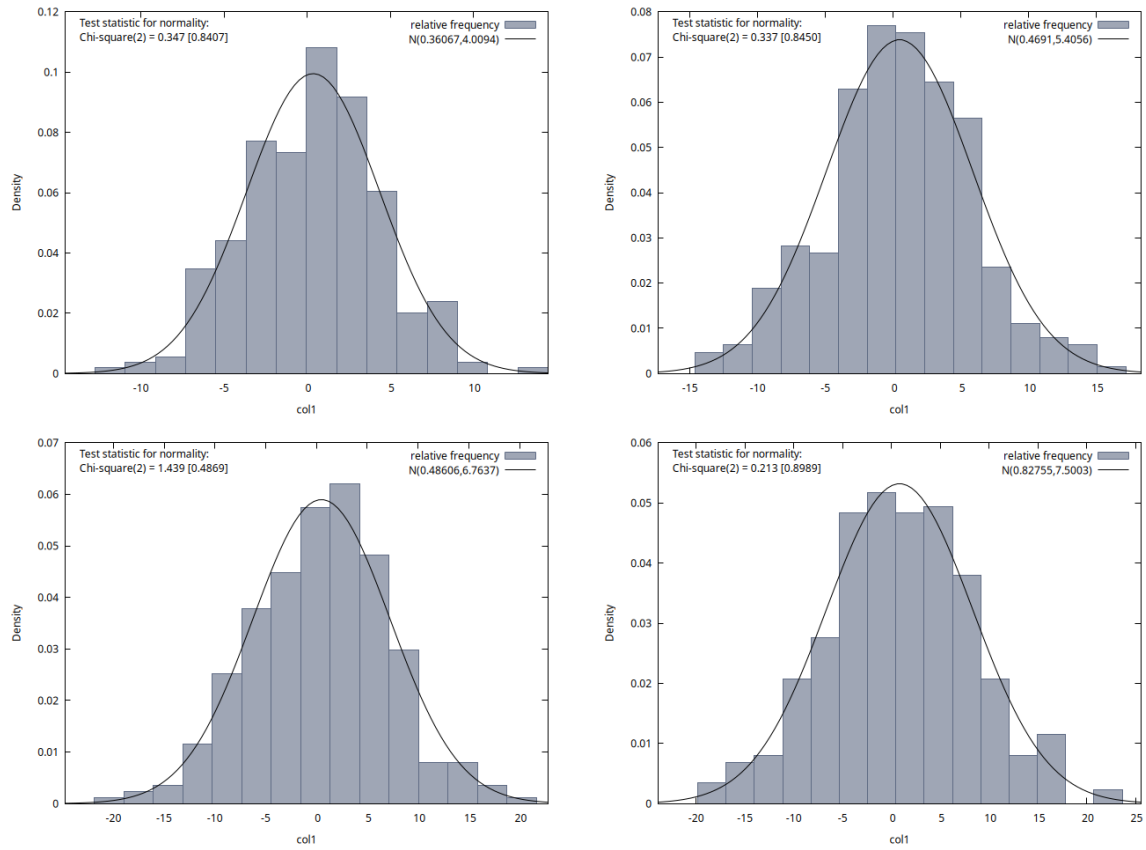 Test statistic for normality:
Chi-square(2) = 0.347 [0.8407]
relative frequency
N(0.36067,4.0094)
0.12
0.1
0.08
0.06
0.04
0.02
0
Density
-10 -5 0 5 10
col1
Test statistic for normality:
Chi-square(2) = 0.337 [0.8450]
relative frequency
N(0.4691,5.4056)
0.08
0.07
0.06
0.05
0.04
0.03
0.02
0.01
0
Density
-15 -10 -5 0 5 10 15
col1
Test statistic for normality:
Chi-square(2) = 1.439 [0.4869]
relative frequency
N(0.48606,6.7637)
0.07
0.06
0.05
0.04
0.03
0.02
0.01
0
Density
-20 -15 -10 -5 0 5 10 15 20
col1
Test statistic for normality:
Chi-square(2) = 0.213 [0.8989]
relative frequency
N(0.82755,7.5003)
0.06
0.05
0.04
0.03
0.02
0.01
0
Density
-20 -15 -10 -5 0 5 10 15 20 25
col1